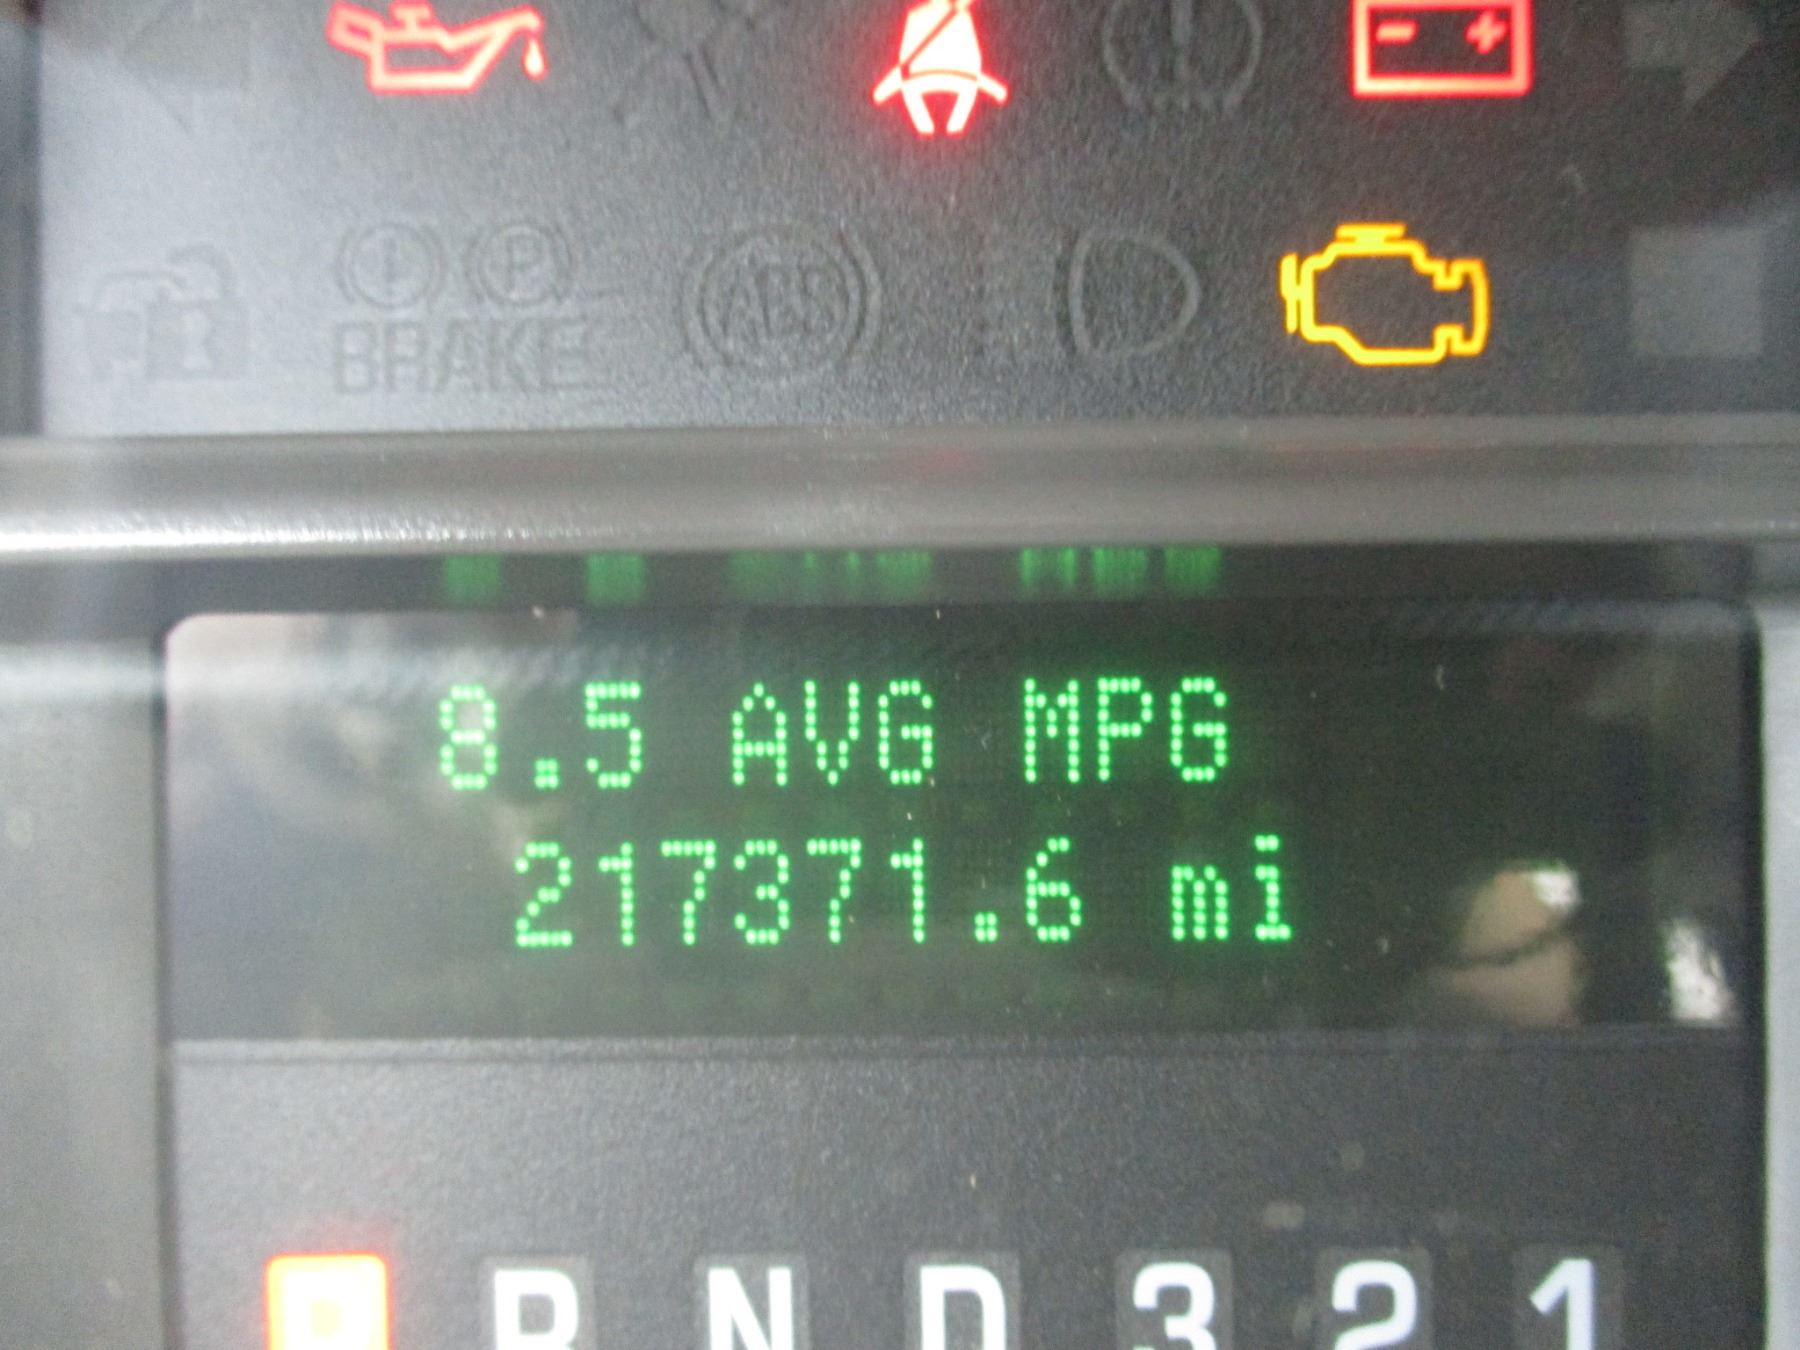 - +
! P
BRAKE ABS
8.5 AVG MPG
217371.6 mi
P R N D 3 2 1